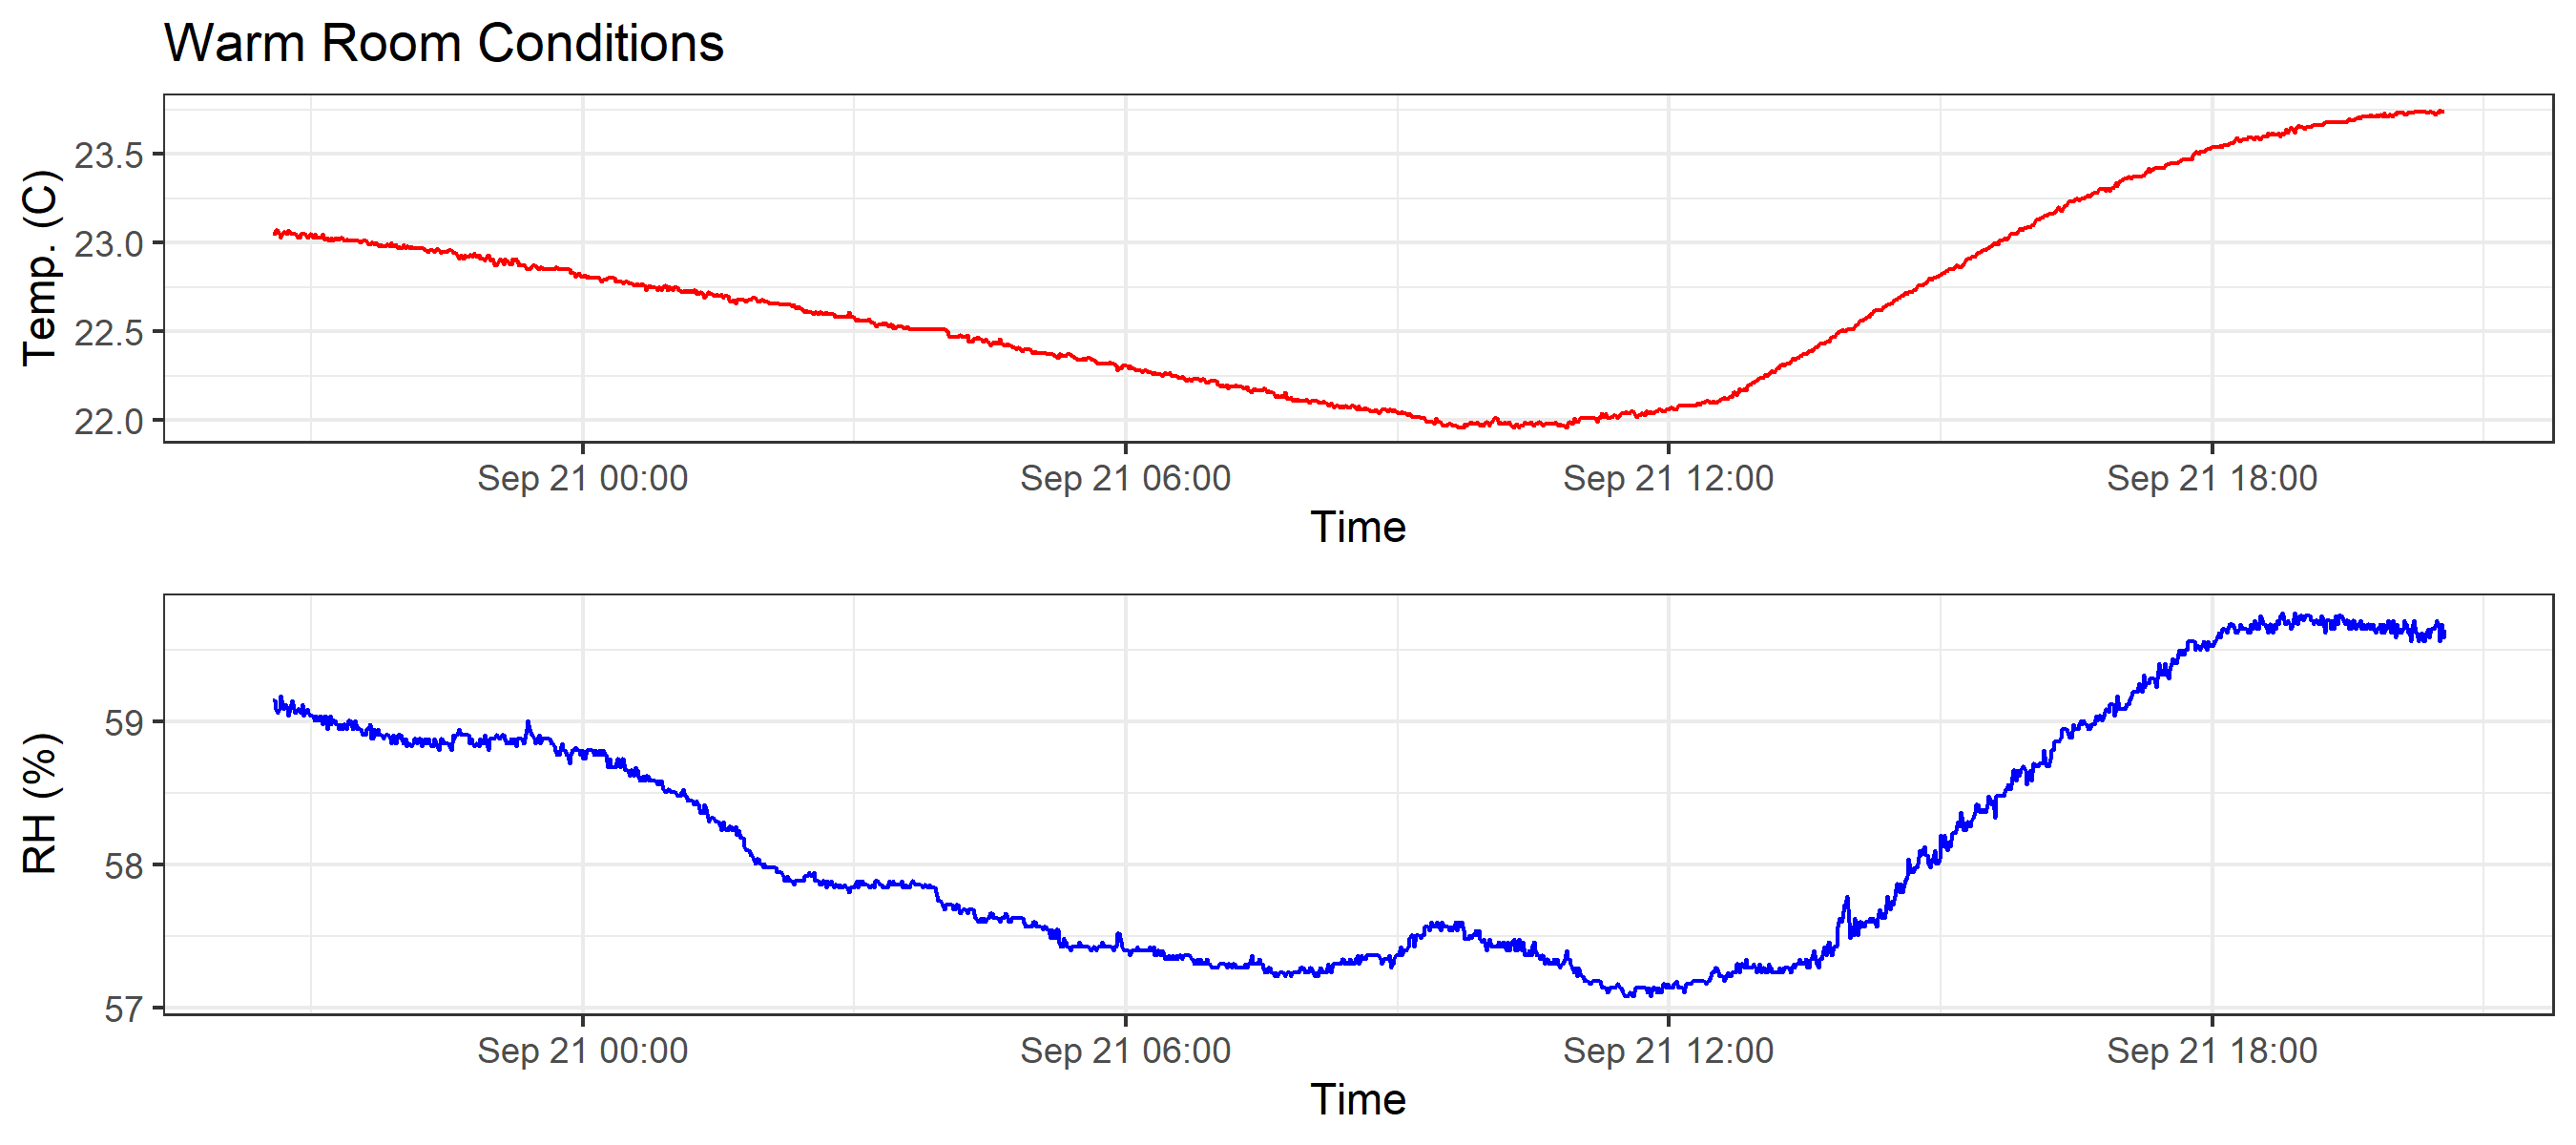 Warm Room Conditions
Temp. (C)
23.5
23.0
22.5
22.0
Sep 21 00:00 Sep 21 06:00 Sep 21 12:00 Sep 21 18:00
Time
RH (%)
59
58
57
Sep 21 00:00 Sep 21 06:00 Sep 21 12:00 Sep 21 18:00
Time